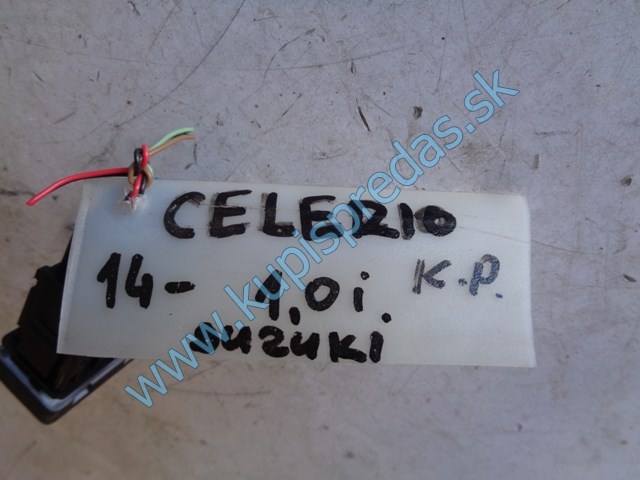 CELERIO
14- 1,0i. K.P.
SUZUKI
www.kupispredas.sk